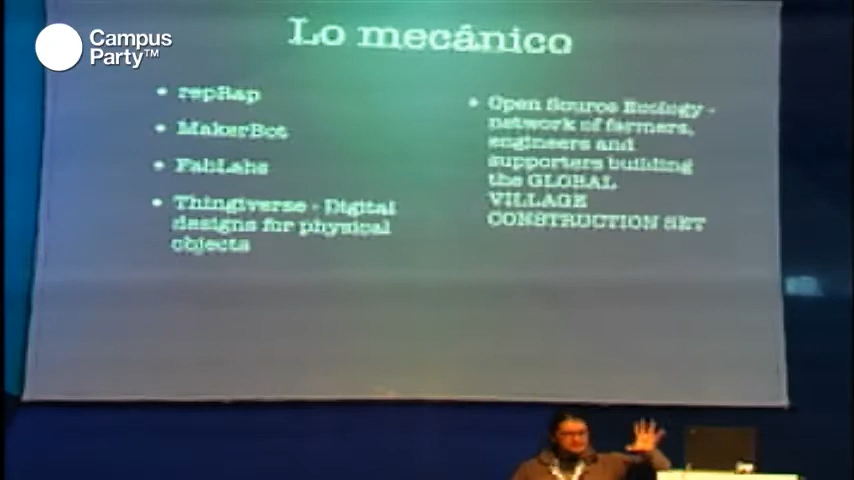 Campus
Party™
Lo mecánico
• repRap
• MakerBot
• FabLabs
• Thingiverse - Digital
designs for physical
objects
• Open Source Ecology -
network of farmers,
engineers and
supporters building
the GLOBAL
VILLAGE
CONSTRUCTION SET